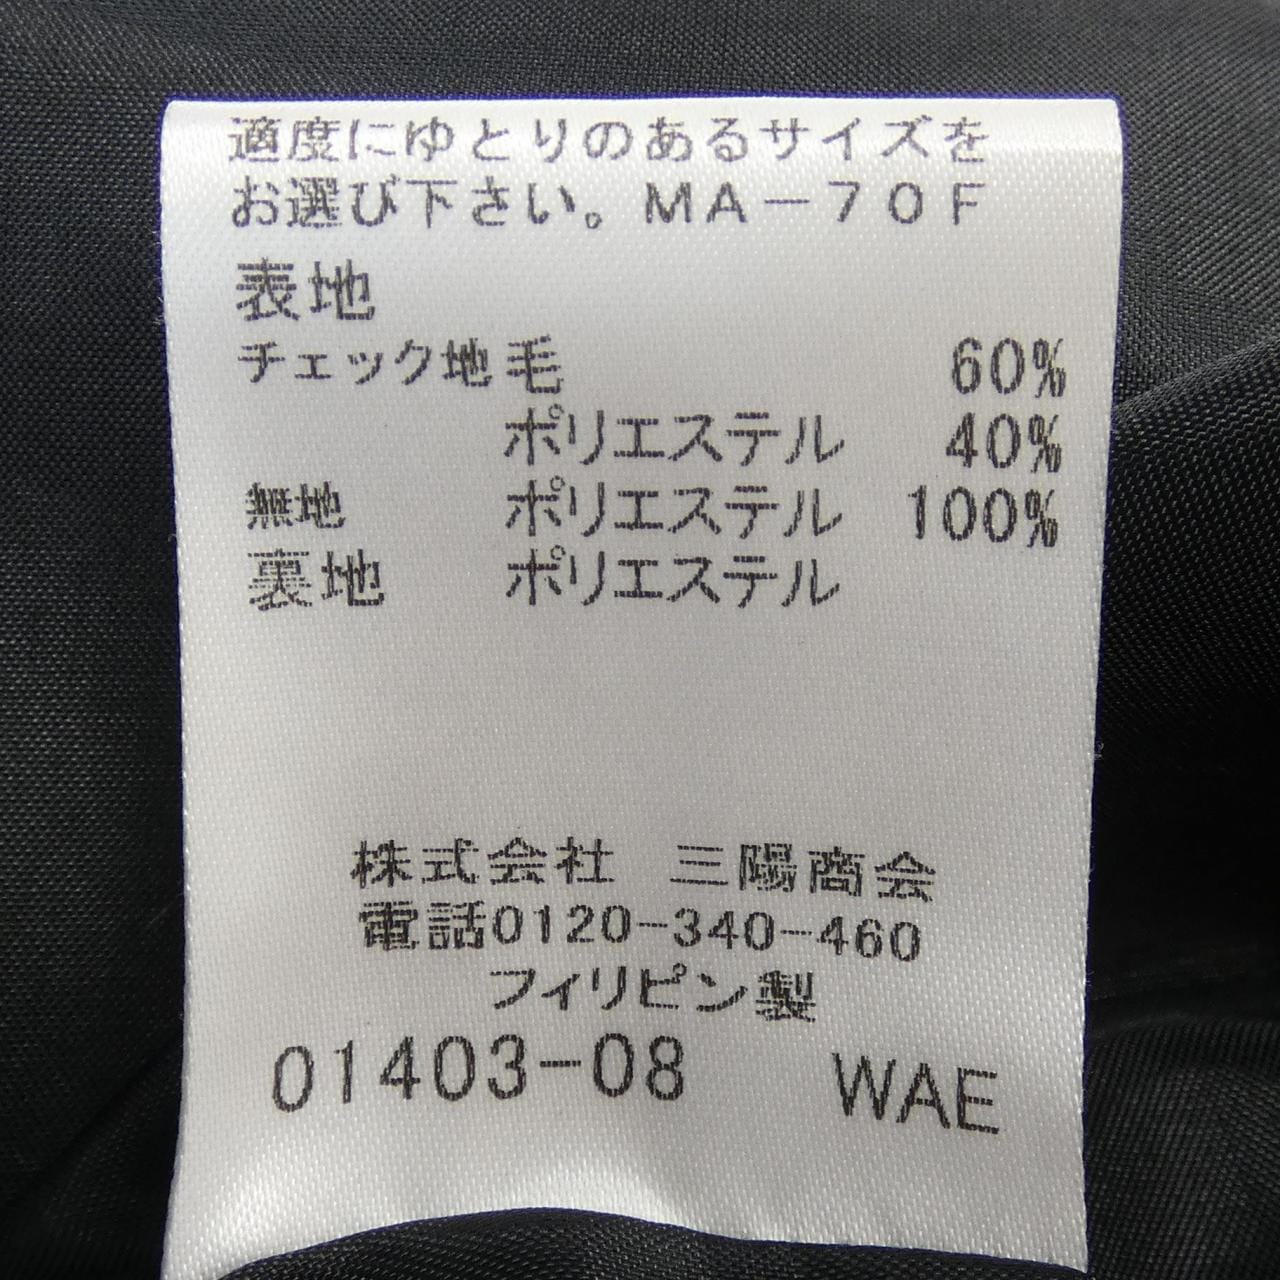 適度にゆとりのあるサイズを
お選び下さい。MA－70F
表地
チェック地 毛 60%
ポリエステル 40%
無地 ポリエステル 100%
裏地 ポリエステル
株式会社 三陽商会
電話0120-340-460
フィリピン製
01403-08 WAE